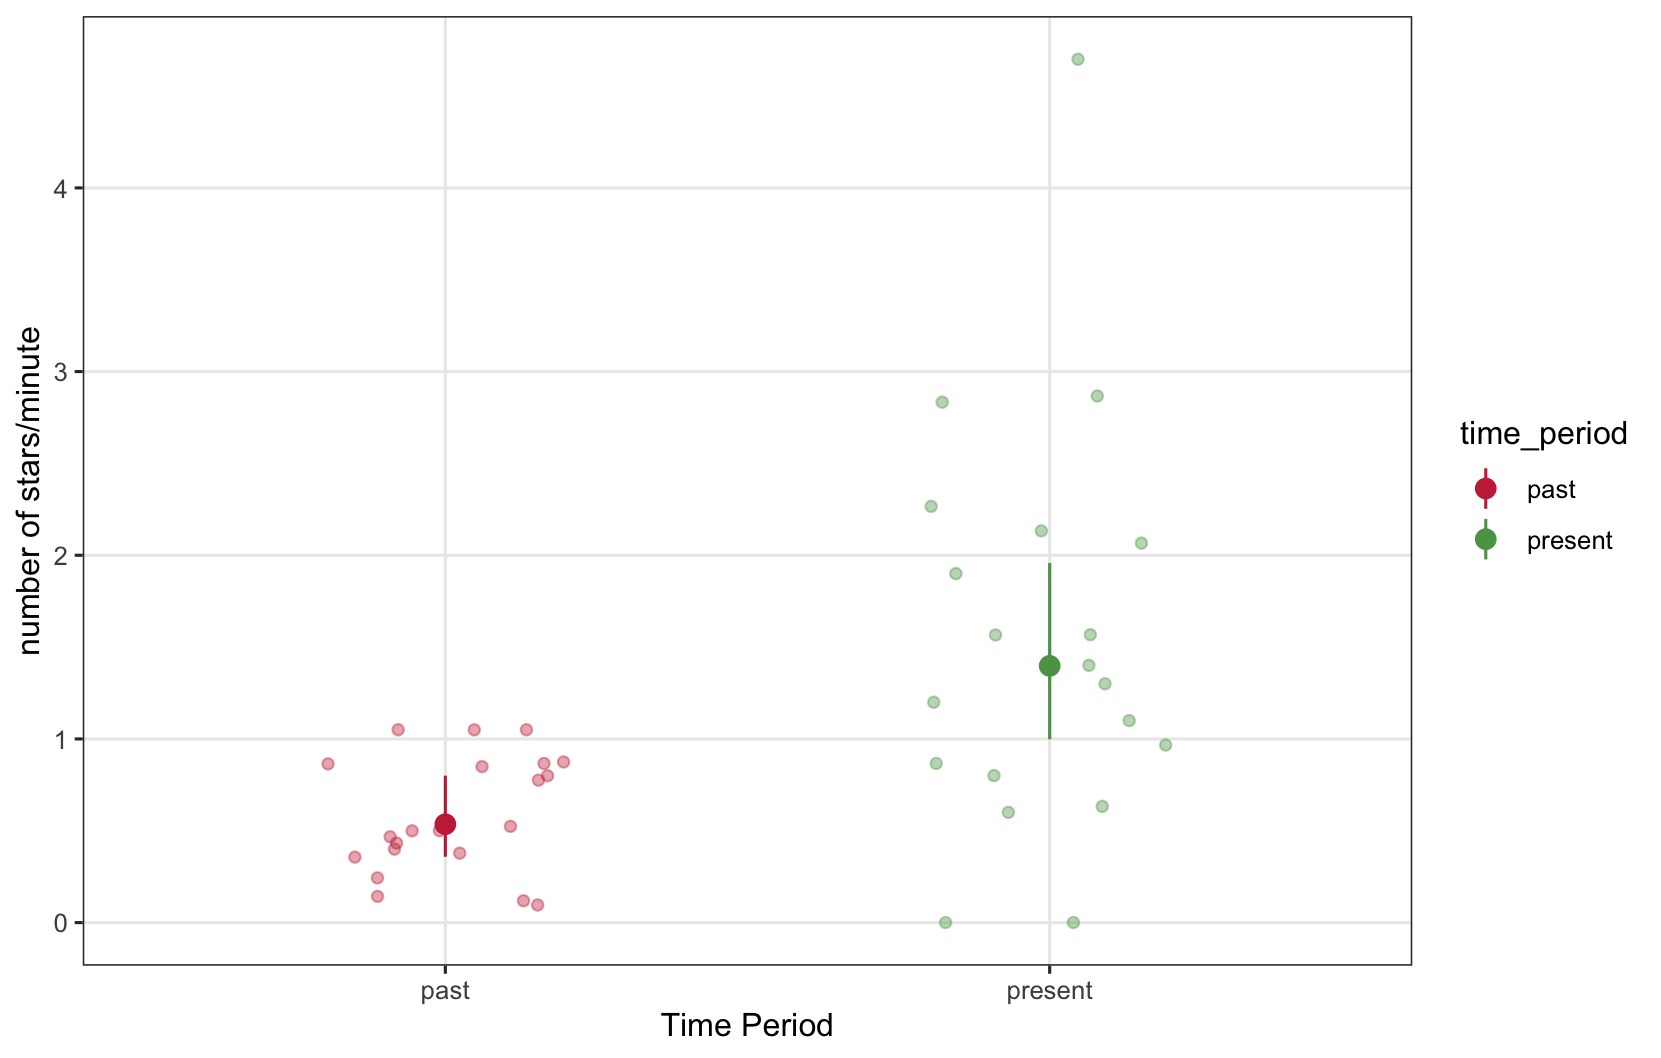 number of stars/minute
4
3
2
1
0
past
present
Time Period
time_period
past
present